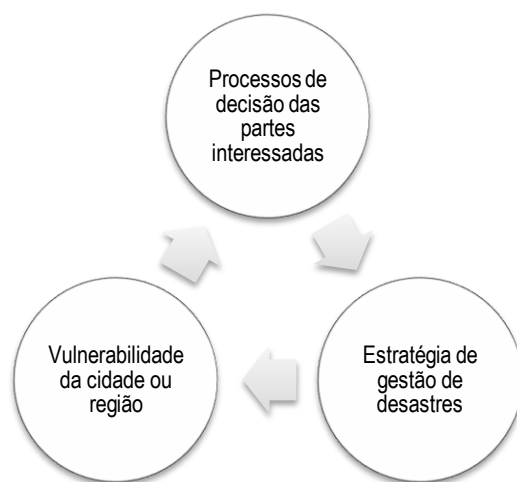 Processos de
decisão das
partes
interessadas
Vulnerabilidade
da cidade ou
região
Estratégia de
gestão de
desastres